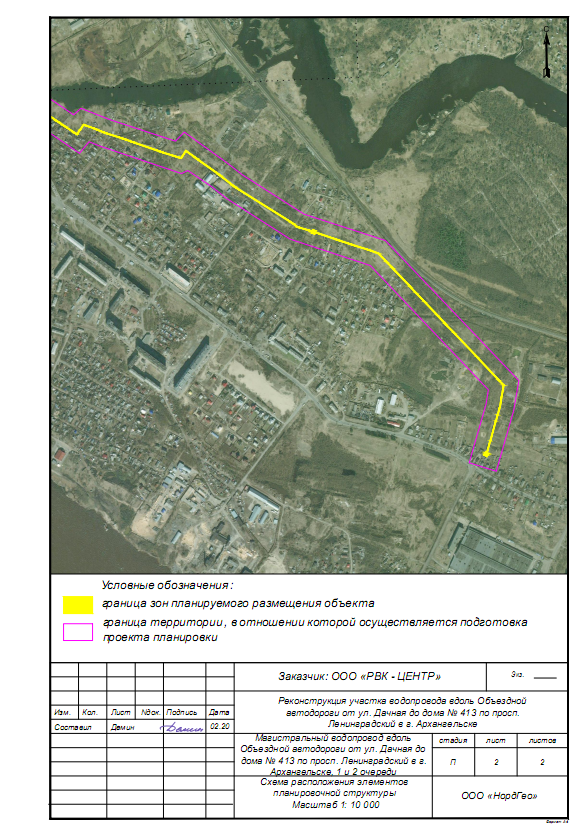 С
Условные обозначения :
граница зон планируемого размещения объекта
граница территории , в отношении которой осуществляется подготовка
проекта планировки
Заказчик: ООО «РВК - ЦЕНТР»
Экз.
Реконструкция участка водопровода вдоль Объездной
автодороги от ул. Дачная до дома № 413 по просп.
Ленинградский в г. Архангельске
Изм. Кол. Лист №док. Подпись Дата
Составил Демин Демин 02.20
Магистральный водопровод вдоль
Объездной автодороги от ул. Дачная до
дома № 413 по просп. Ленинградский в г.
Архангельске. 1 и 2 очереди
стадия лист листов
П 2 2
Схема расположения элементов
планировочной структуры
Масштаб 1: 10 000
ООО «НордГео»
Формат А4